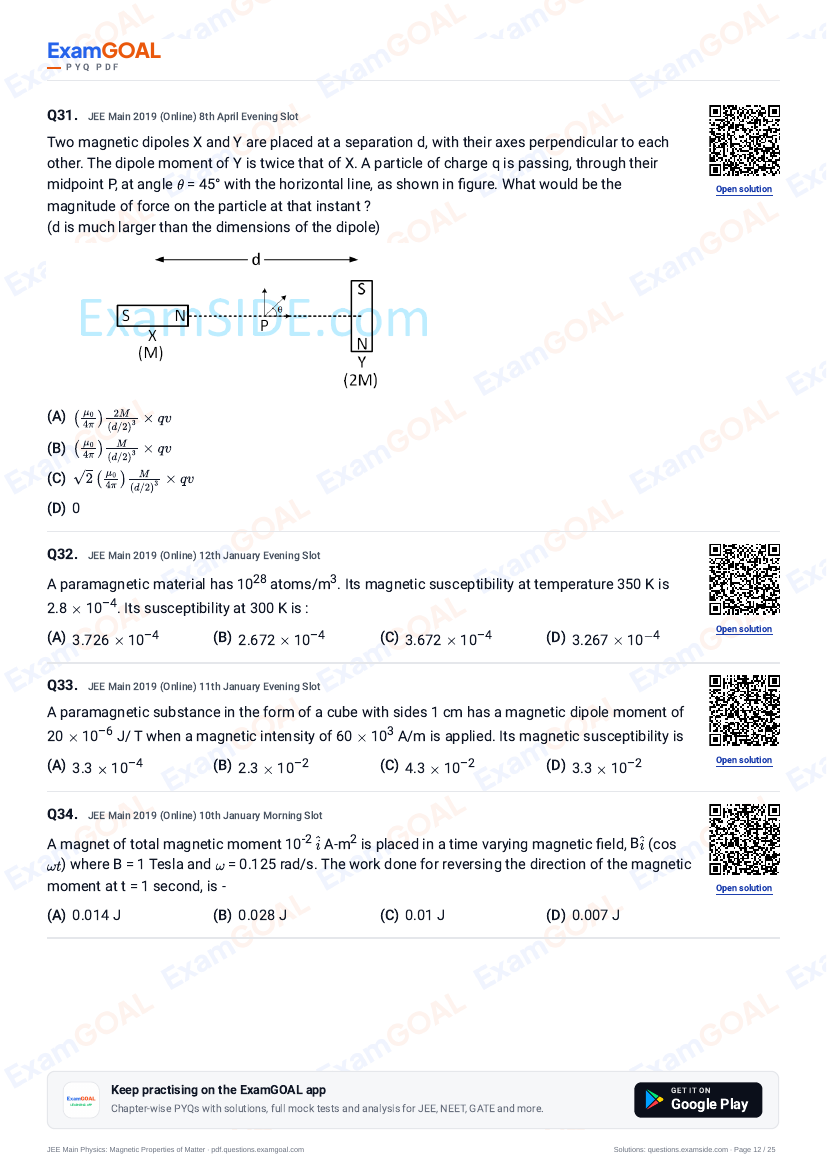 ExamGOAL
PYQ PDF
Q31. JEE Main 2019 (Online) 8th April Evening Slot
Two magnetic dipoles X and Y are placed at a separation d, with their axes perpendicular to each
other. The dipole moment of Y is twice that of X. A particle of charge q is passing, through their
midpoint P, at angle θ = 45° with the horizontal line, as shown in figure. What would be the
magnitude of force on the particle at that instant ?
(d is much larger than the dimensions of the dipole)
Open solution
d
S N
X
(M)
P
θ
S
N
Y
(2M)
ExamSIDE.com
(A) (μ₀/4π) 2M/(d/2)³ × qv
(B) (μ₀/4π) M/(d/2)³ × qv
(C) √2 (μ₀/4π) M/(d/2)³ × qv
(D) 0
Q32. JEE Main 2019 (Online) 12th January Evening Slot
A paramagnetic material has 10²⁸ atoms/m³. Its magnetic susceptibility at temperature 350 K is
2.8 × 10⁻⁴. Its susceptibility at 300 K is :
(A) 3.726 × 10⁻⁴ (B) 2.672 × 10⁻⁴ (C) 3.672 × 10⁻⁴ (D) 3.267 × 10⁻⁴
Open solution
Q33. JEE Main 2019 (Online) 11th January Evening Slot
A paramagnetic substance in the form of a cube with sides 1 cm has a magnetic dipole moment of
20 × 10⁻⁶ J/ T when a magnetic intensity of 60 × 10³ A/m is applied. Its magnetic susceptibility is
(A) 3.3 × 10⁻⁴ (B) 2.3 × 10⁻² (C) 4.3 × 10⁻² (D) 3.3 × 10⁻²
Open solution
Q34. JEE Main 2019 (Online) 10th January Morning Slot
A magnet of total magnetic moment 10⁻² î A-m² is placed in a time varying magnetic field, Bî (cos
ωt) where B = 1 Tesla and ω = 0.125 rad/s. The work done for reversing the direction of the magnetic
moment at t = 1 second, is -
(A) 0.014 J (B) 0.028 J (C) 0.01 J (D) 0.007 J
Open solution
ExamGOAL
Keep practising on the ExamGOAL app
Chapter-wise PYQs with solutions, full mock tests and analysis for JEE, NEET, GATE and more.
GET IT ON
Google Play
JEE Main Physics: Magnetic Properties of Matter · pdf.questions.examgoal.com
Solutions: questions.examside.com · Page 12 / 25